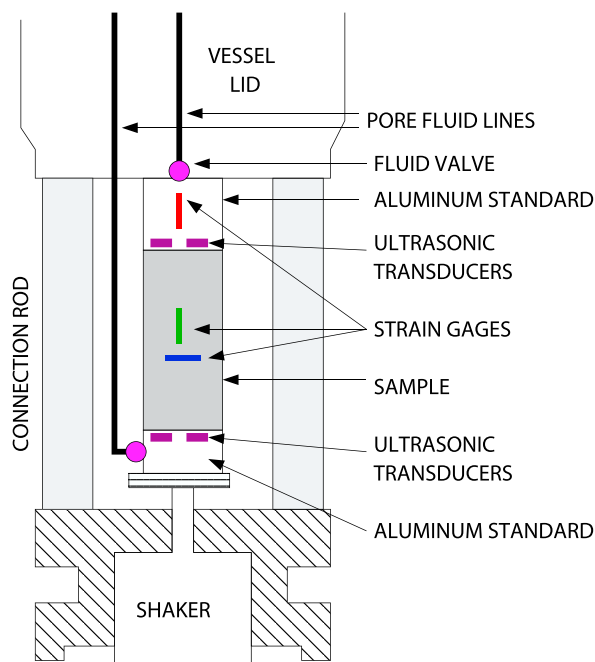 VESSEL
LID
PORE FLUID LINES
FLUID VALVE
ALUMINUM STANDARD
ULTRASONIC
TRANSDUCERS
STRAIN GAGES
CONNECTION ROD
SAMPLE
ULTRASONIC
TRANSDUCERS
ALUMINUM STANDARD
SHAKER